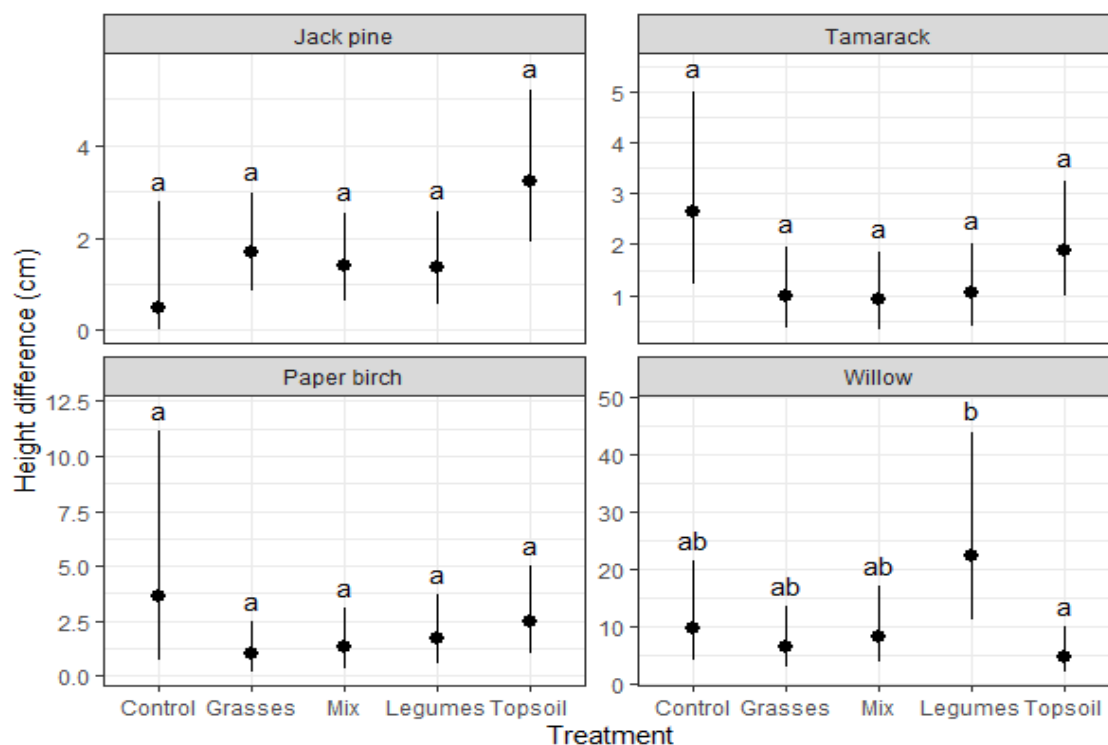 Jack pine
Tamarack
a a a a a
a a a a a
4
2
0
5
4
3
2
1
Height difference (cm)
Paper birch
Willow
a a a a a
ab ab ab b a
12.5
10.0
7.5
5.0
2.5
0.0
50
40
30
20
10
0
Control Grasses Mix Legumes Topsoil
Control Grasses Mix Legumes Topsoil
Treatment